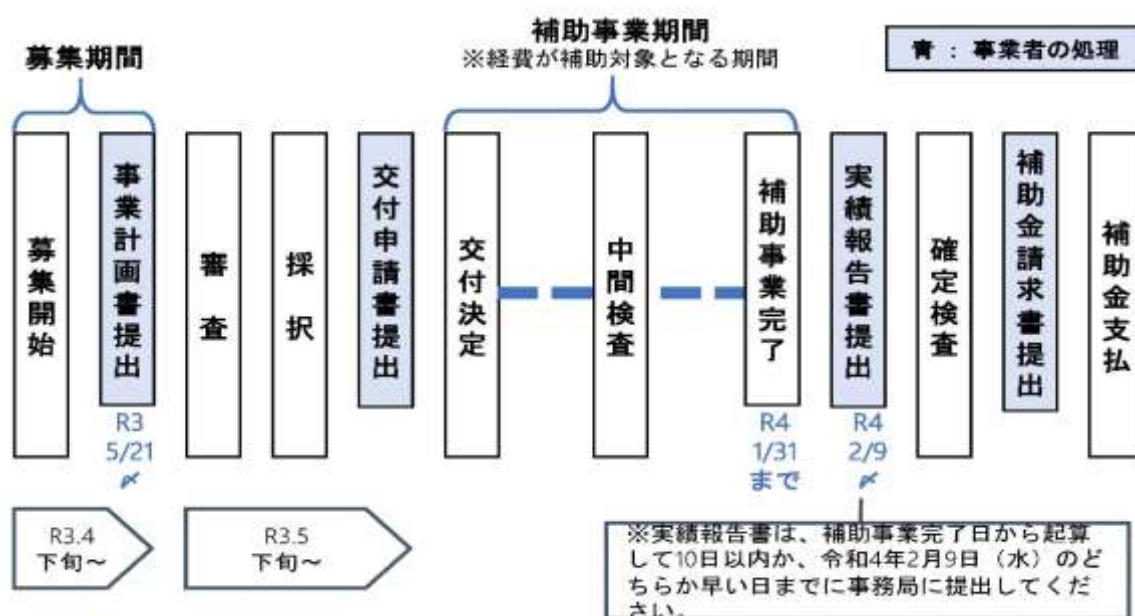 募集期間
補助事業期間
※経費が補助対象となる期間
青 : 事業者の処理
募集開始
事業計画書提出
R3
5/21
〆
審査
採択
交付申請書提出
交付決定
中間検査
補助事業完了
R4
1/31
まで
実績報告書提出
R4
2/9
〆
確定検査
補助金請求書提出
補助金支払
R3.4
下旬~
R3.5
下旬~
※実績報告書は、補助事業完了日から起算
して10日以内か、令和4年2月9日(水)のど
ちらか早い日までに事務局に提出してくだ
さい。